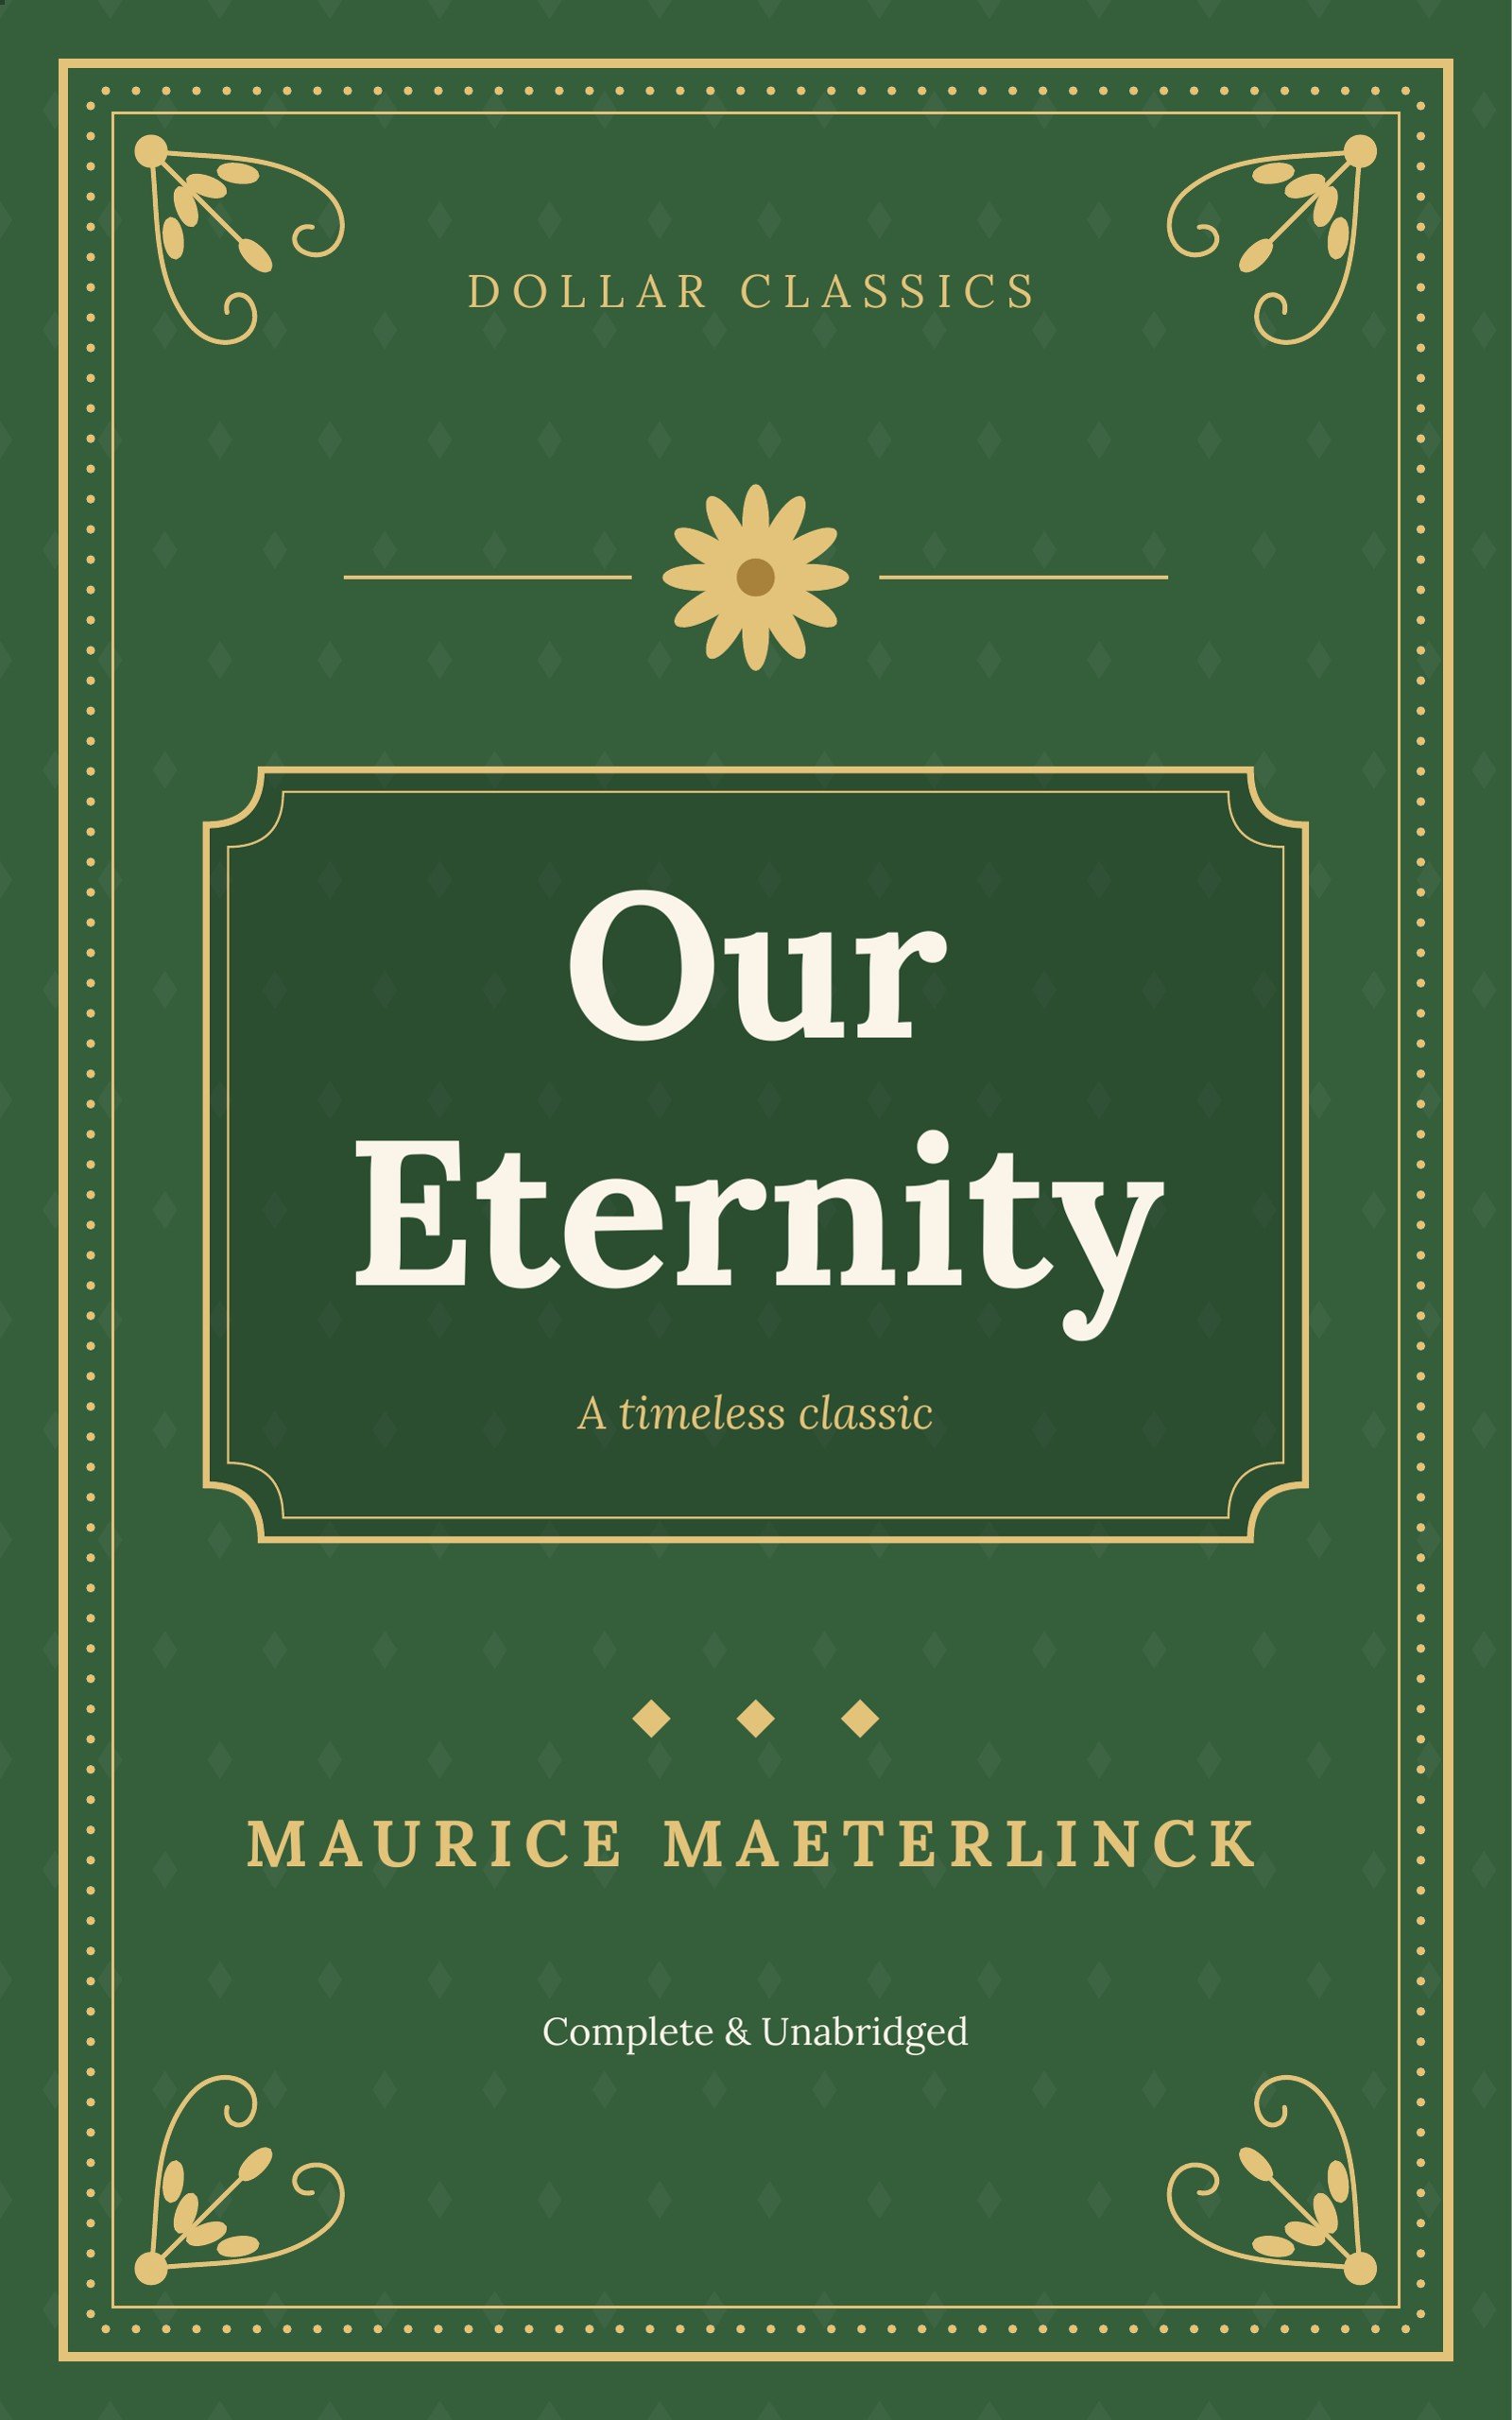 DOLLAR CLASSICS
Our
Eternity
A timeless classic
MAURICE MAETERLINCK
Complete & Unabridged